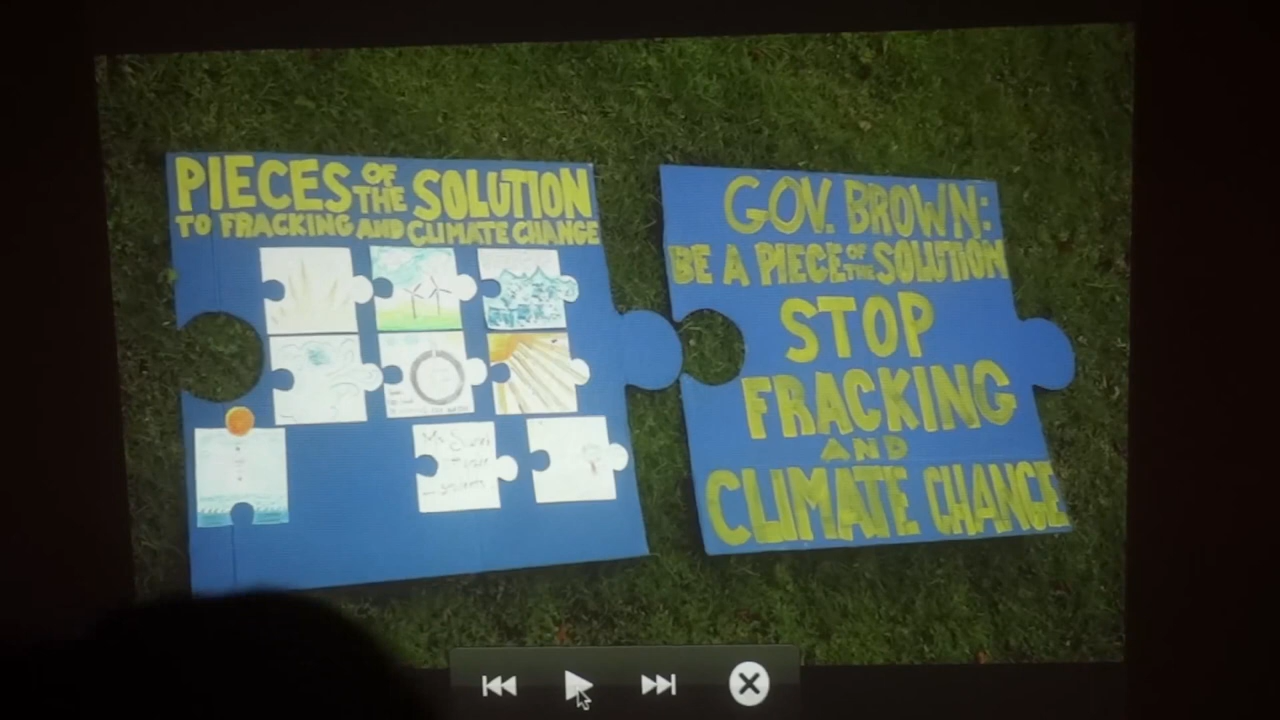 PIECES OF THE SOLUTION
TO FRACKING AND CLIMATE CHANGE
GOV. BROWN:
BE A PIECE OF THE SOLUTION
STOP
FRACKING
AND
CLIMATE CHANGE